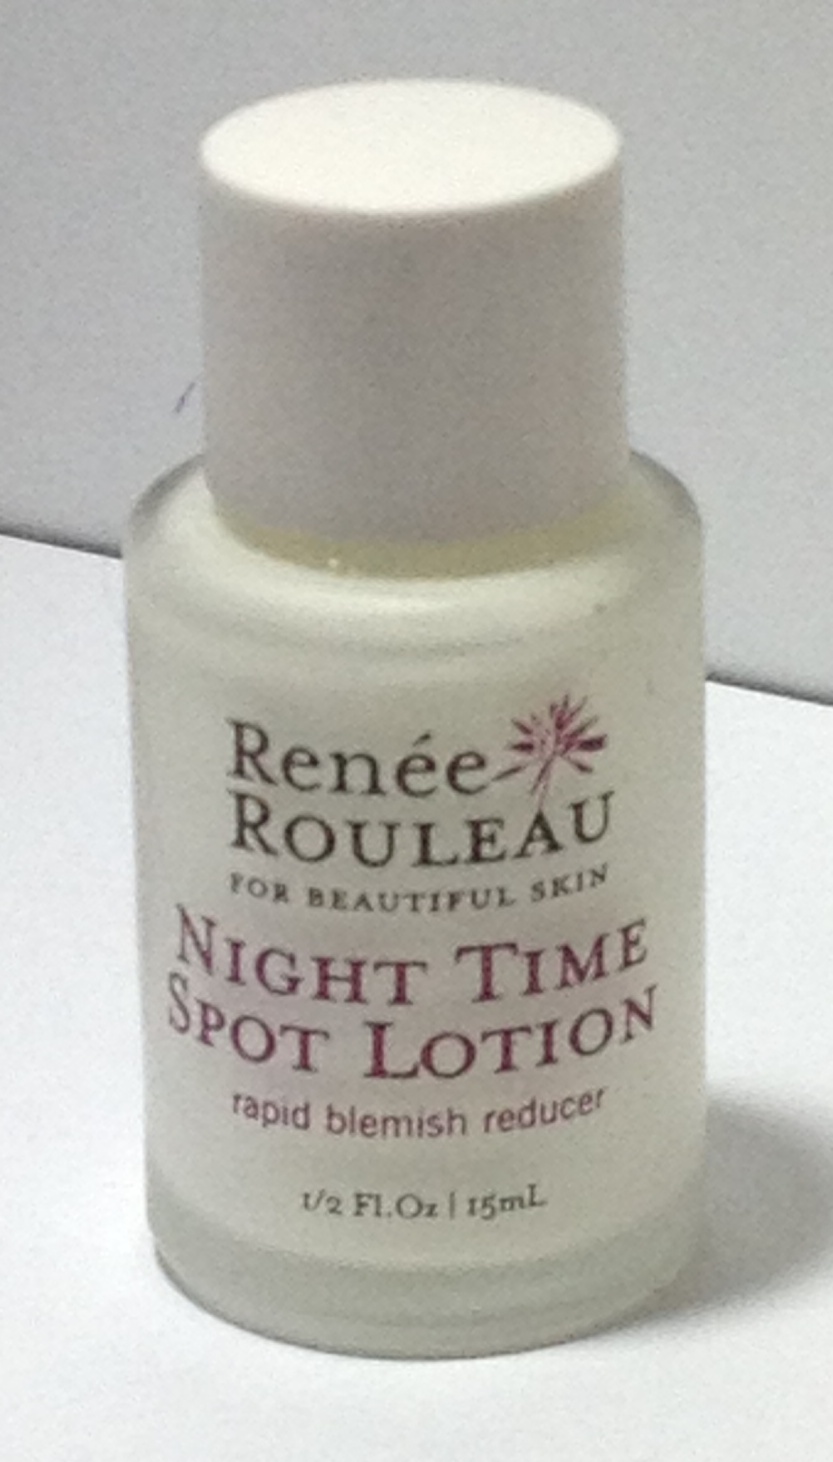 Renée
ROULEAU
FOR BEAUTIFUL SKIN
NIGHT TIME
SPOT LOTION
rapid blemish reducer
1/2 Fl.Oz | 15mL